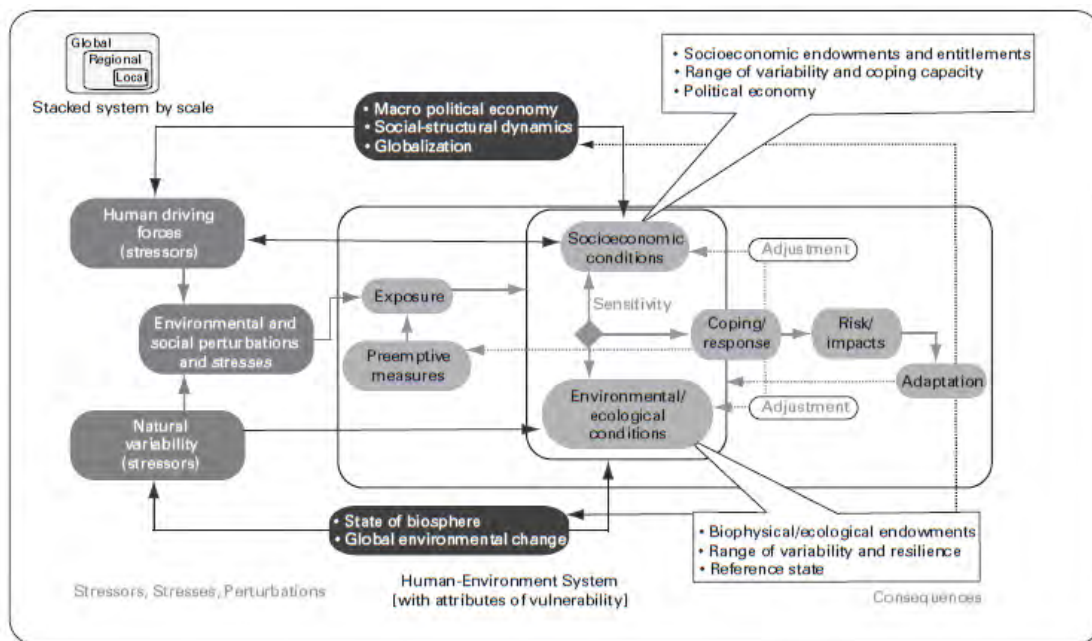 Global
Regional
Local
Stacked system by scale
• Macro political economy
• Social-structural dynamics
• Globalization
• Socioeconomic endowments and entitlements
• Range of variability and coping capacity
• Political economy
Human driving
forces
(stressors)
Socioeconomic
conditions
Adjustment
Exposure
Sensitivity
Environmental and
social perturbations
and stresses
Preemptive
measures
Coping/
response
Risk/
impacts
Adaptation
Environmental/
ecological
conditions
Adjustment
Natural
variability
(stressors)
• State of biosphere
• Global environmental change
• Biophysical/ecological endowments
• Range of variability and resilience
• Reference state
Stressors, Stresses, Perturbations
Human-Environment System
[with attributes of vulnerability]
Consequences